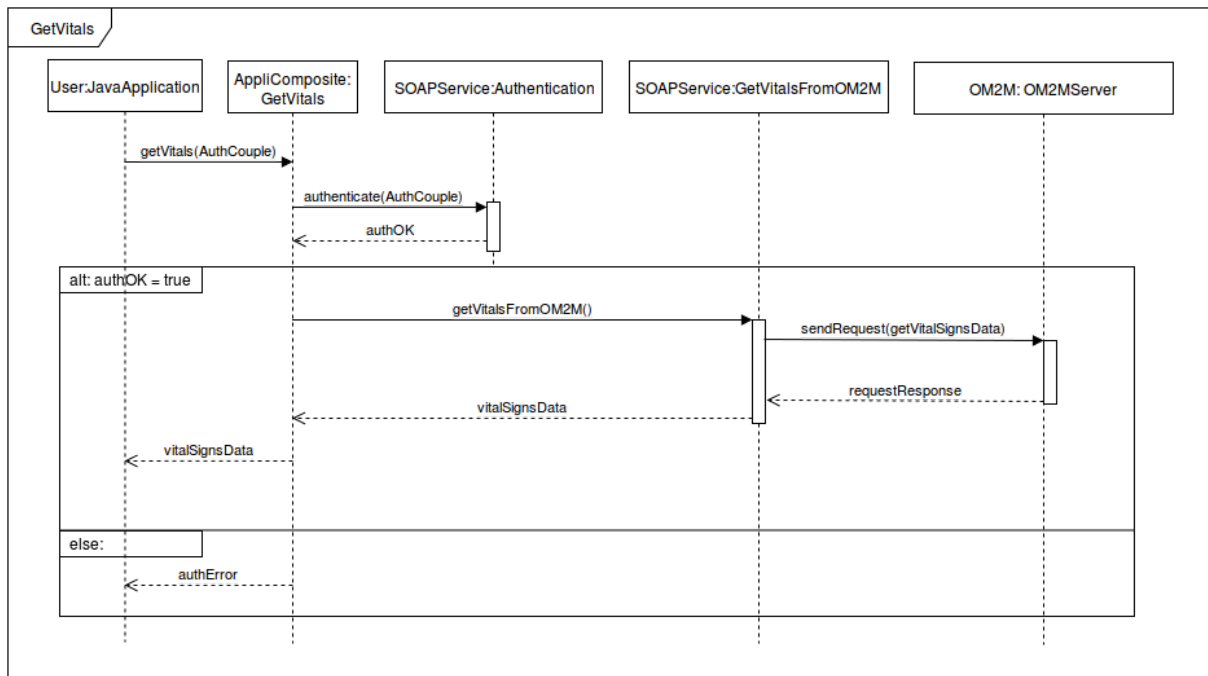 GetVitals
User:JavaApplication
AppliComposite:
GetVitals
SOAPService:Authentication
SOAPService:GetVitalsFromOM2M
OM2M: OM2MServer
getVitals(AuthCouple)
authenticate(AuthCouple)
authOK
alt: authOK = true
getVitalsFromOM2M()
sendRequest(getVitalSignsData)
requestResponse
vitalSignsData
vitalSignsData
else:
authError